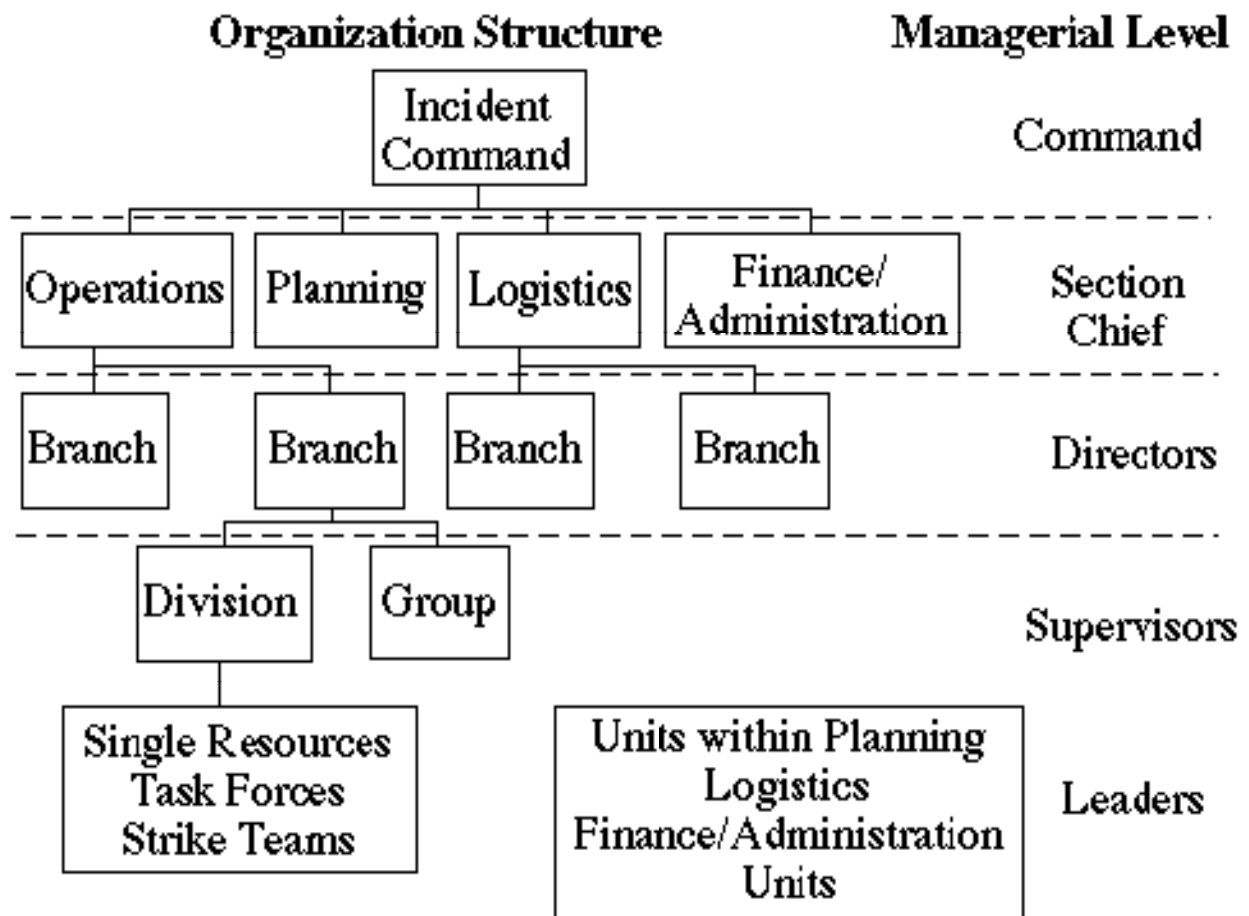 Organization Structure
Managerial Level
Incident
Command
Command
Operations
Planning
Logistics
Finance/
Administration
Section
Chief
Branch
Branch
Branch
Branch
Directors
Division
Group
Supervisors
Single Resources
Task Forces
Strike Teams
Units within Planning
Logistics
Finance/Administration
Units
Leaders